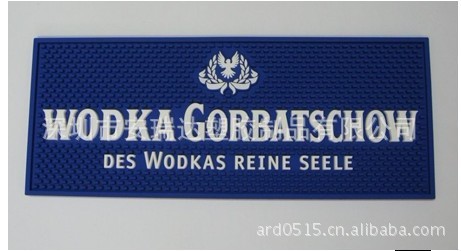 WODKA GORBATSCHOW
DES WODKAS REINE SEELE
ard0515.cn.alibaba.com